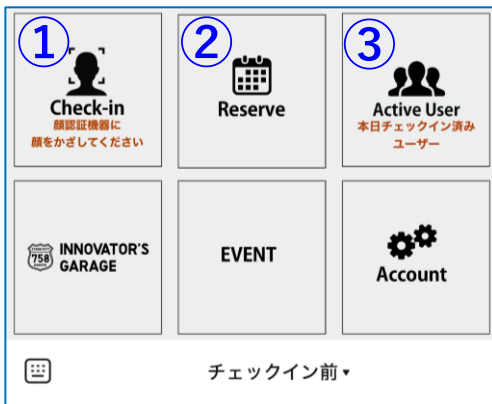 ①
②
③
Check-in
顔認証機器に
顔をかざしてください
Reserve
Active User
本日チェックイン済み
ユーザー
758
INNOVATOR'S
GARAGE
EVENT
Account
チェックイン前▼